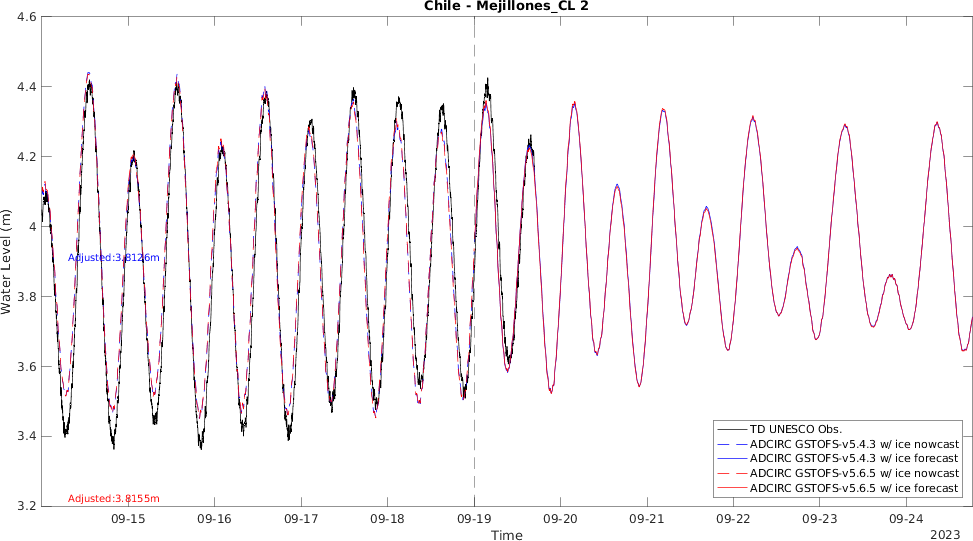 Chile - Mejillones_CL 2
4.6
4.4
4.2
4
3.8
3.6
3.4
3.2
Water Level (m)
Adjusted:3.8126m
Adjusted:3.8155m
TD UNESCO Obs.
ADCIRC GSTOFS-v5.4.3 w/ ice nowcast
ADCIRC GSTOFS-v5.4.3 w/ ice forecast
ADCIRC GSTOFS-v5.6.5 w/ ice nowcast
ADCIRC GSTOFS-v5.6.5 w/ ice forecast
09-15 09-16 09-17 09-18 09-19 09-20 09-21 09-22 09-23 09-24
Time
2023